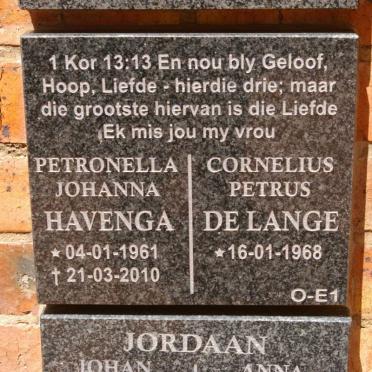 1 Kor 13:13 En nou bly Geloof,
Hoop, Liefde - hierdie drie; maar
die grootste hiervan is die Liefde
Ek mis jou my vrou
PETRONELLA
JOHANNA
HAVENGA
★ 04-01-1961
† 21-03-2010
CORNELIUS
PETRUS
DE LANGE
★ 16-01-1968
O-E1
JORDAAN
JOHAN
ANNA